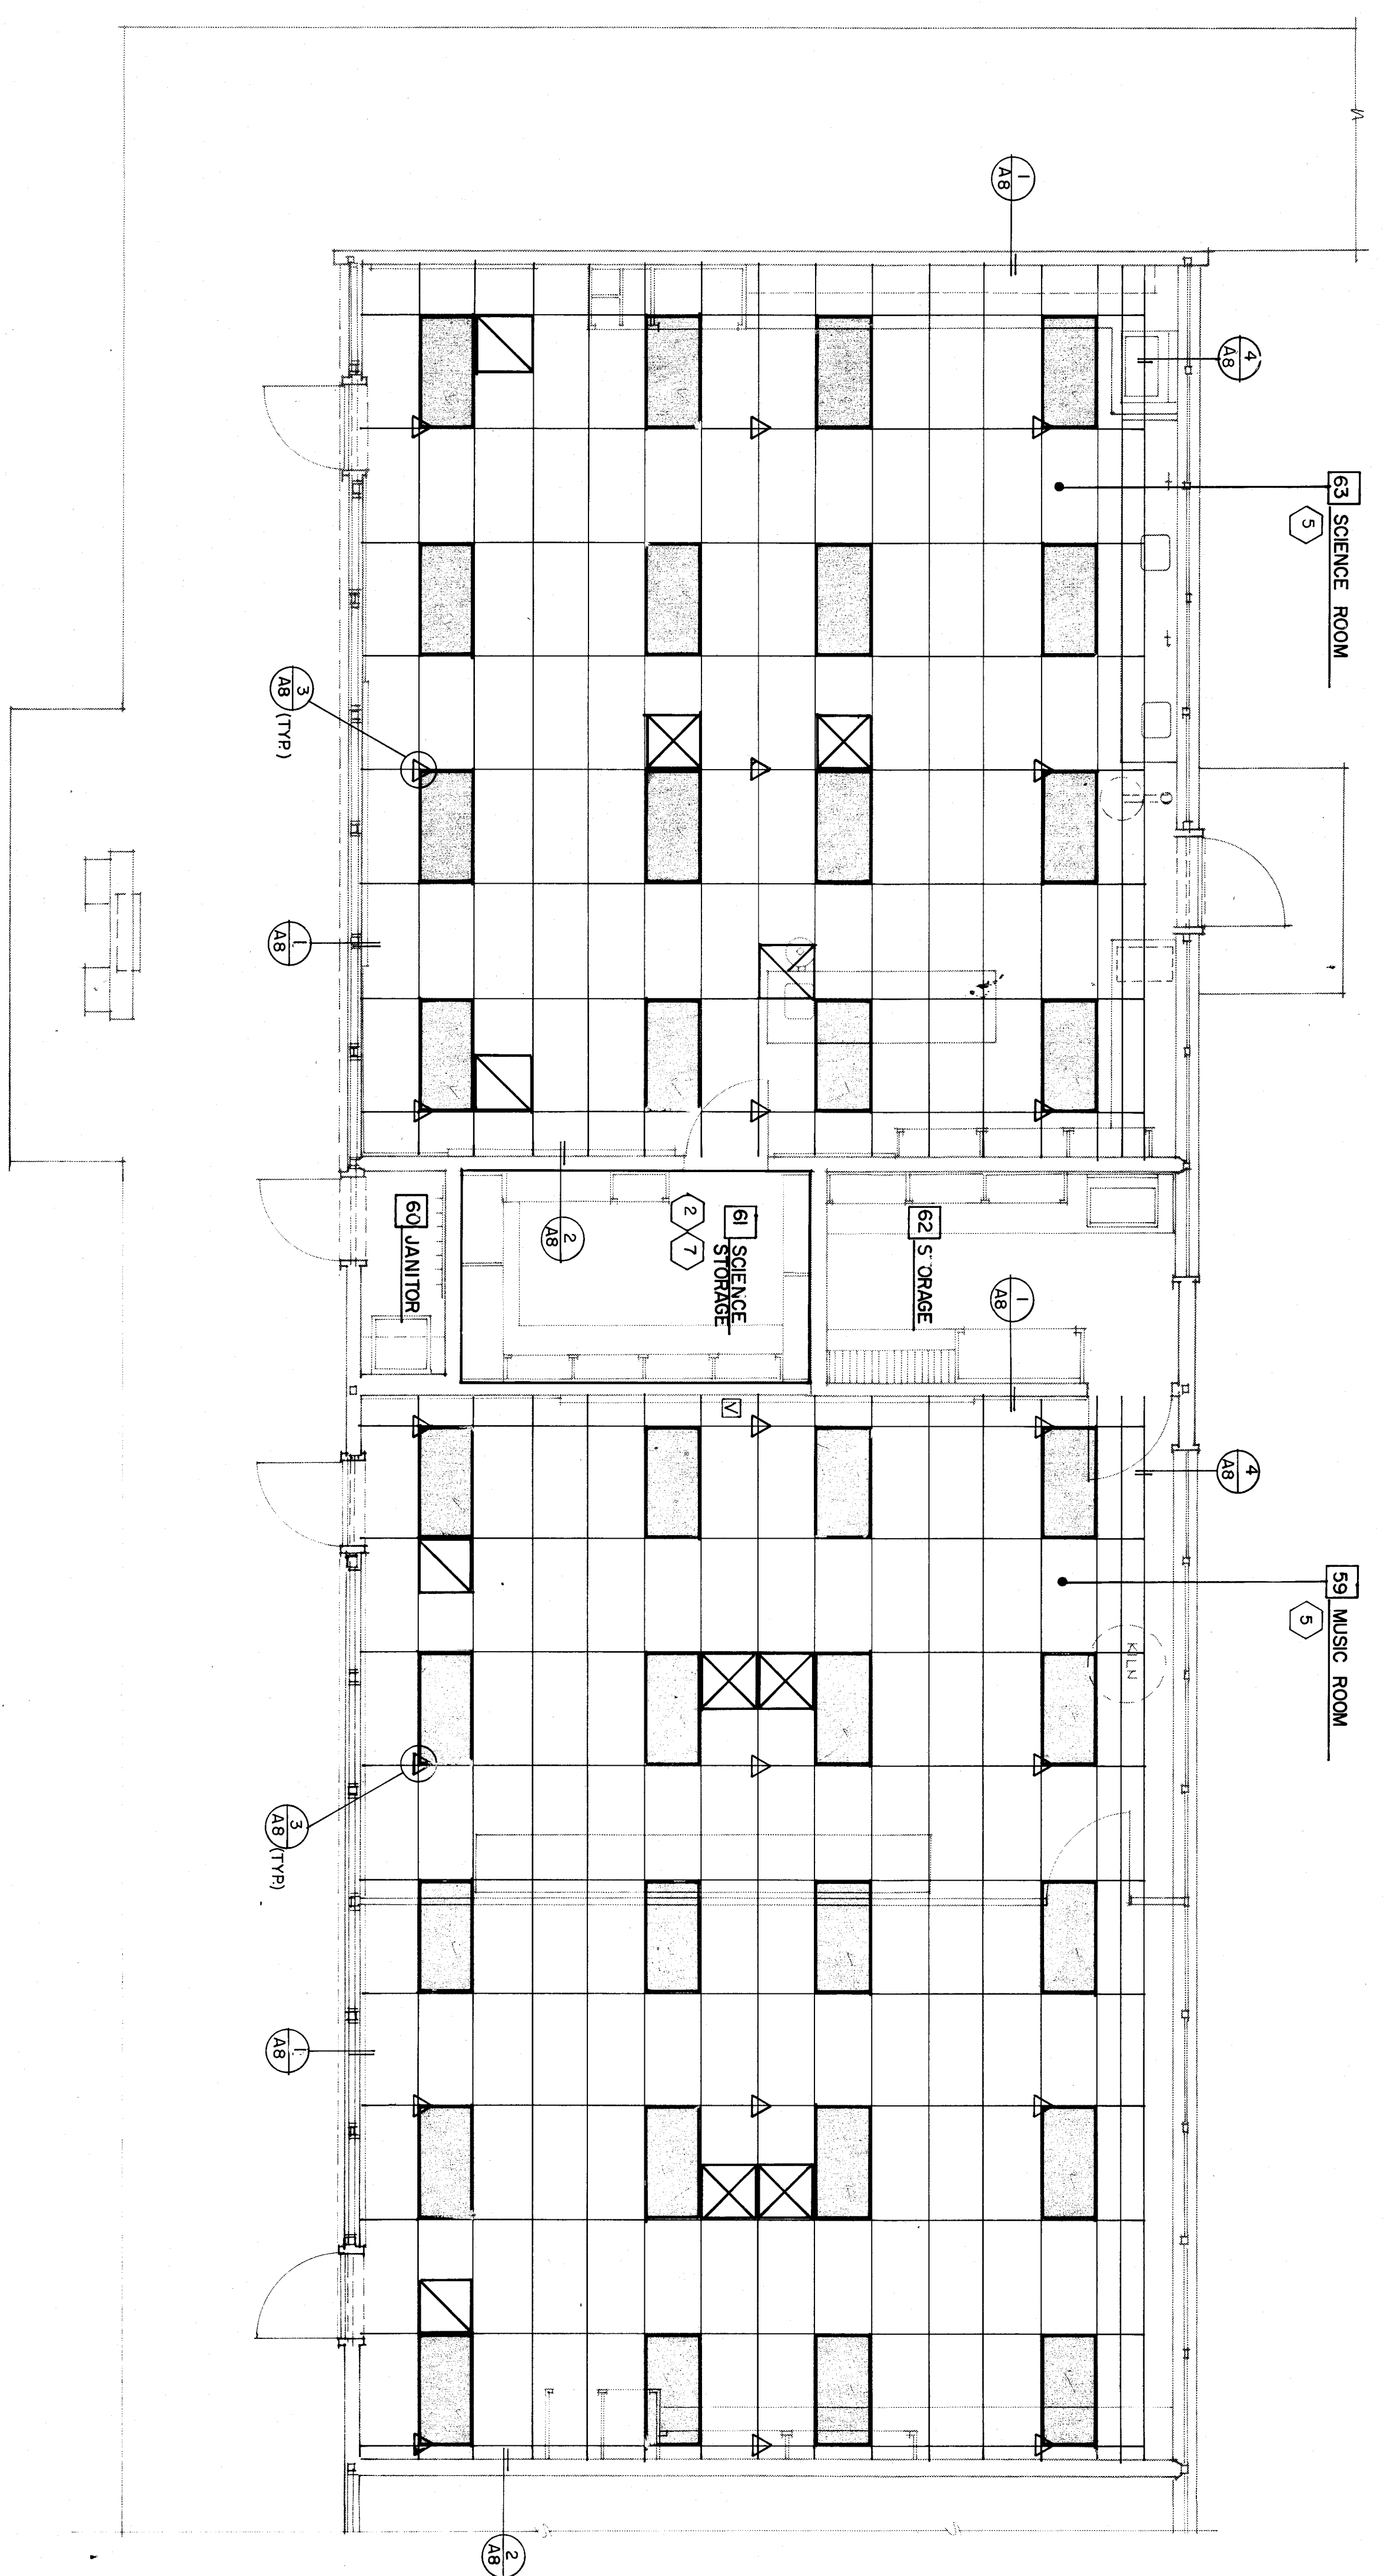 63 SCIENCE ROOM
5
59 MUSIC ROOM
5
4
A8
4
A8
KILN
1
A8
1
A8
62 STORAGE
61 SCIENCE
STORAGE
V
2 7
2
A8
2
A8
60 JANITOR
3
A8 (TYP.)
1
A8
3
A8 (TYP.)
1
A8